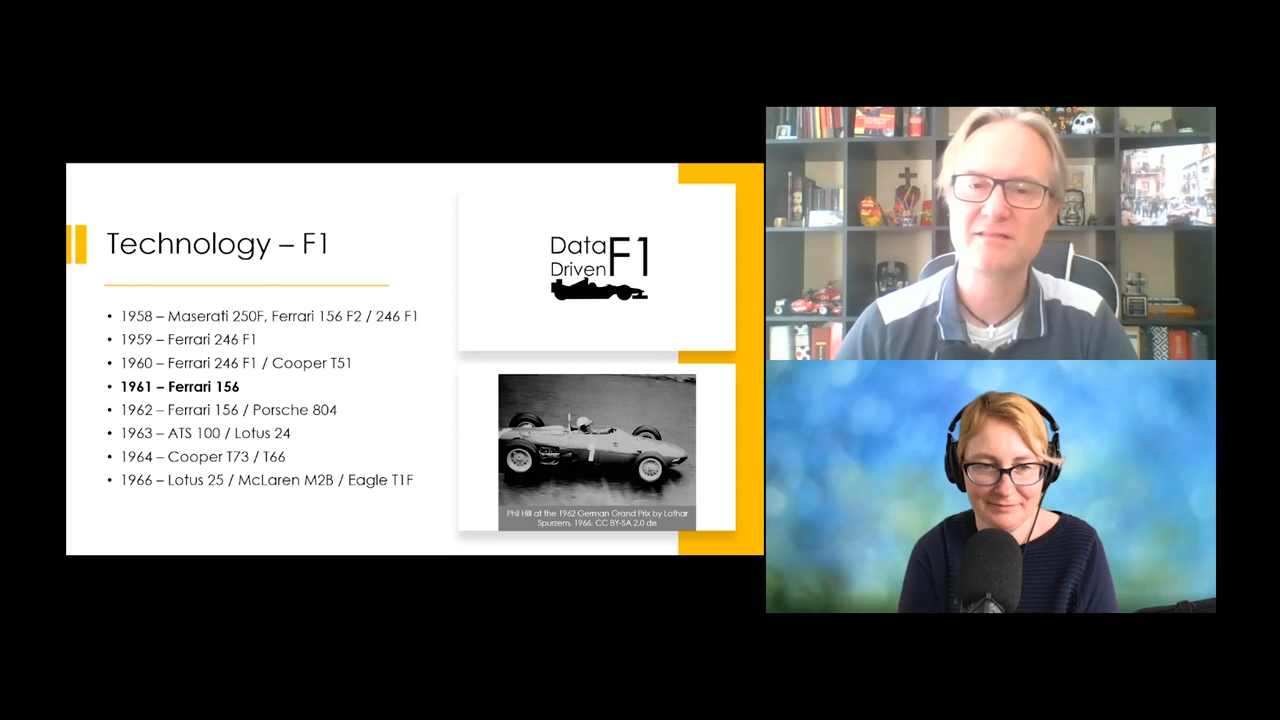 Technology – F1
• 1958 – Maserati 250F, Ferrari 156 F2 / 246 F1
• 1959 – Ferrari 246 F1
• 1960 – Ferrari 246 F1 / Cooper T51
• 1961 – Ferrari 156
• 1962 – Ferrari 156 / Porsche 804
• 1963 – ATS 100 / Lotus 24
• 1964 – Cooper T73 / T66
• 1966 – Lotus 25 / McLaren M2B / Eagle T1F
Data
Driven
F1
Phil Hill at the 1962 German Grand Prix by Lothar
Spurzem, 1966, CC BY-SA 2.0 de